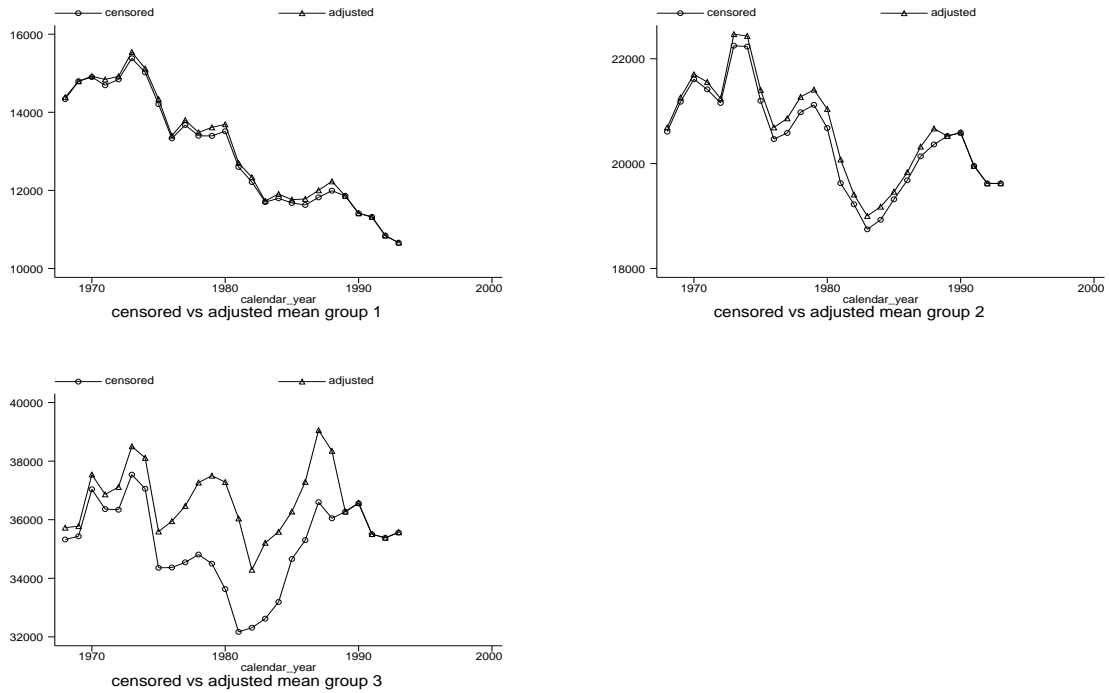 censored adjusted
16000
14000
12000
10000
1970 1980 1990 2000
calendar_year
censored vs adjusted mean group 1
censored adjusted
22000
20000
18000
1970 1980 1990 2000
calendar_year
censored vs adjusted mean group 2
censored adjusted
40000
38000
36000
34000
32000
1970 1980 1990 2000
calendar_year
censored vs adjusted mean group 3